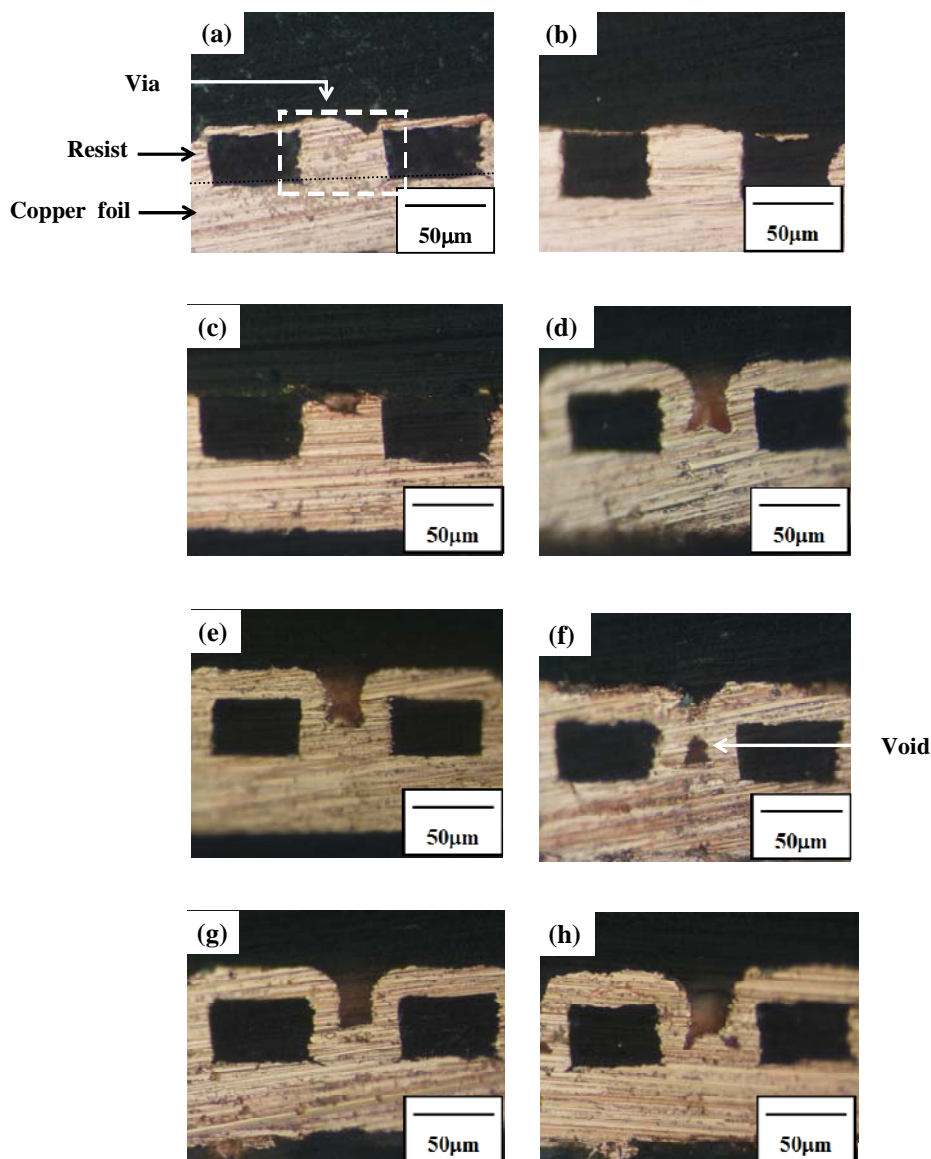 (a)
(b)
Via
Resist
Copper foil
50µm
50µm
(c)
(d)
50µm
50µm
(e)
(f)
Void
50µm
50µm
(g)
(h)
50µm
50µm